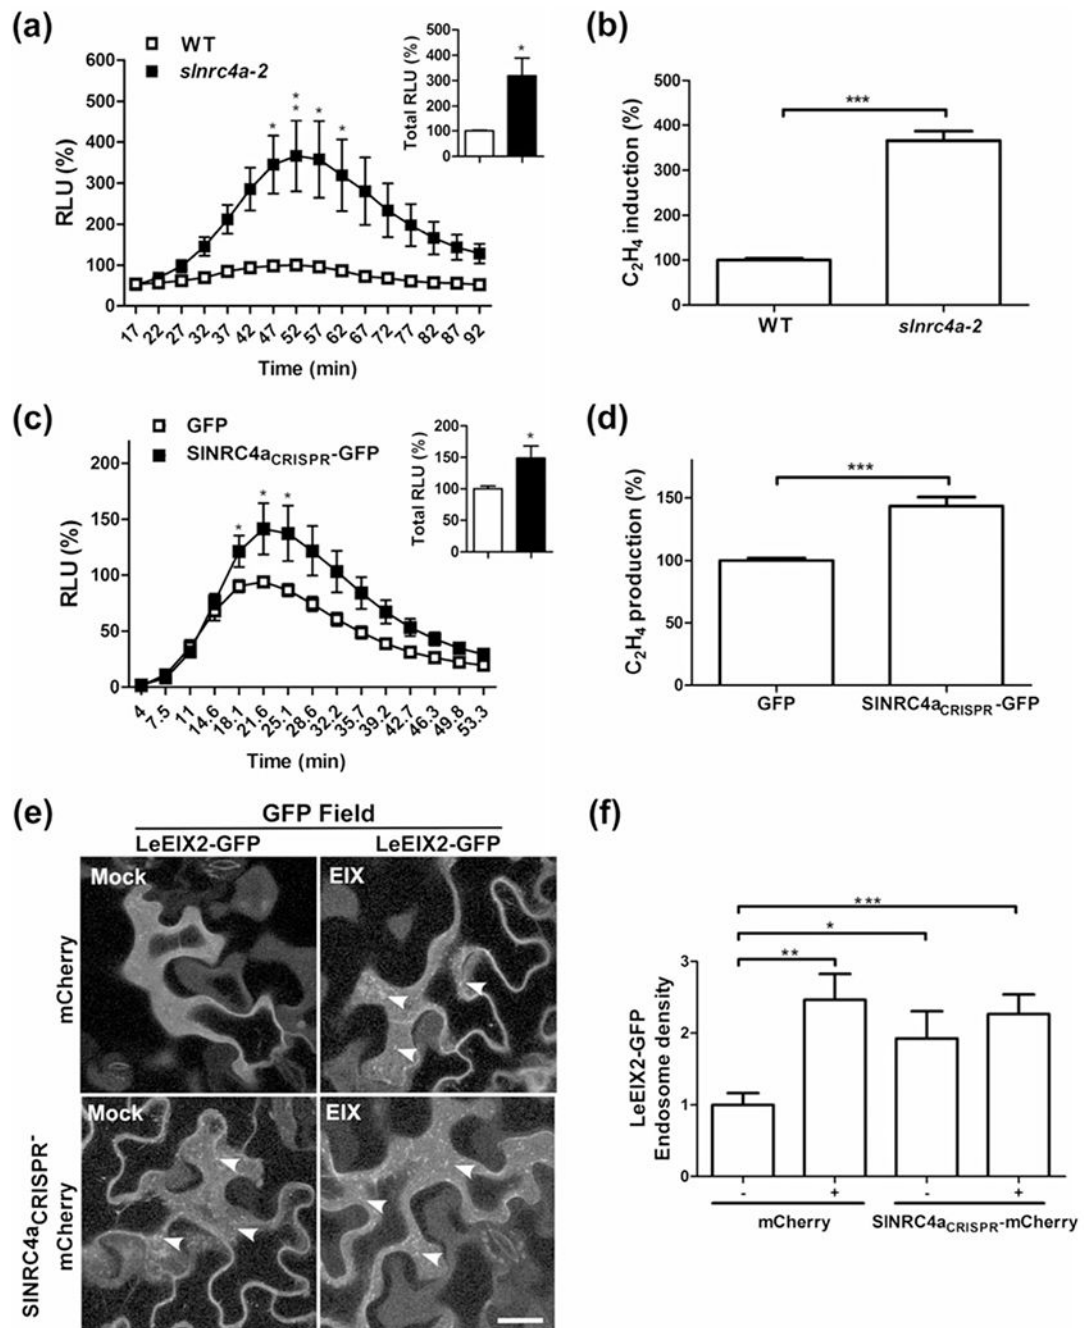 (a)
WT
slnrc4a-2
RLU (%)
600
500
400
300
200
100
0
* * * * *
17 22 27 32 37 42 47 52 57 62 67 72 77 82 87 92
Time (min)
Total RLU (%)
500
400
300
200
100
0
*
(b)
C2H4 induction (%)
500
400
300
200
100
0
***
WT slnrc4a-2
(c)
GFP
SlNRC4aCRISPR-GFP
RLU (%)
200
150
100
50
0
* * *
4 7.5 11 14.6 18.1 21.6 25.1 28.6 32.2 35.7 39.2 42.7 46.3 49.8 53.3
Time (min)
Total RLU (%)
200
150
100
50
0
*
(d)
C2H4 production (%)
150
100
50
0
***
GFP SlNRC4aCRISPR-GFP
(e)
GFP Field
LeEIX2-GFP LeEIX2-GFP
mCherry
Mock EIX
SlNRC4aCRISPR-
mCherry
Mock EIX
(f)
LeEIX2-GFP
Endosome density
3
2
1
0
***
*
**
- + - +
mCherry SlNRC4aCRISPR-mCherry